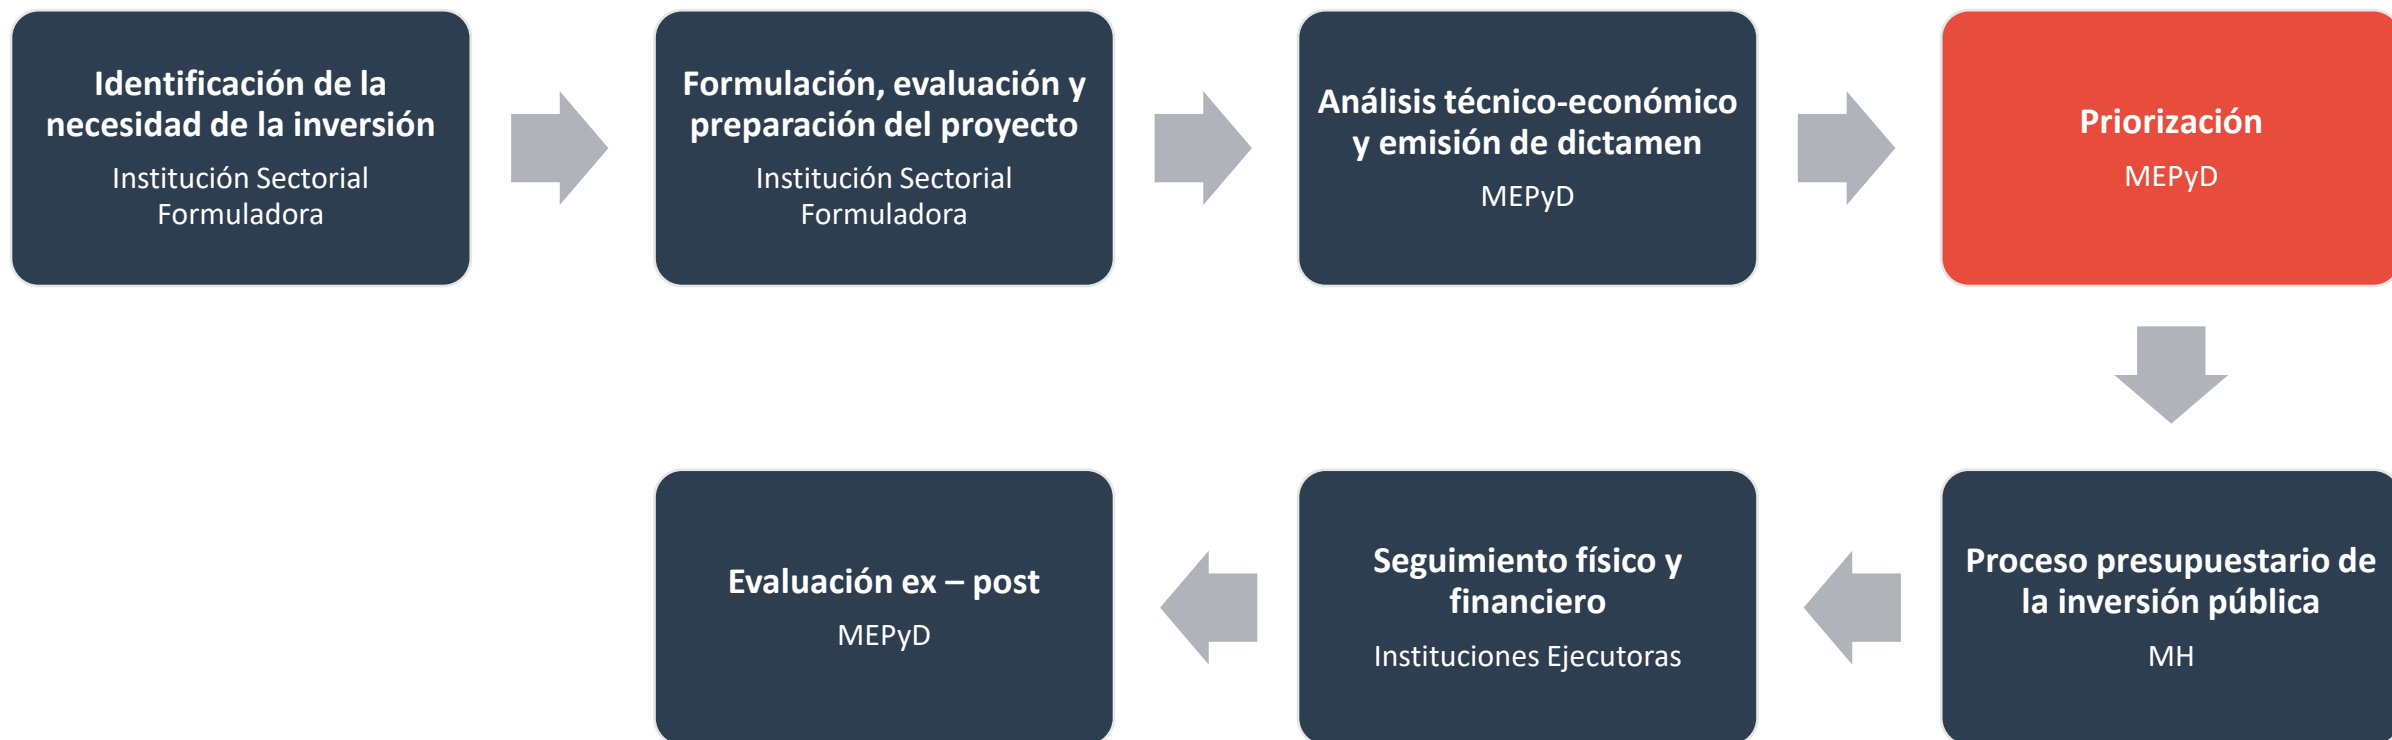 Identificación de la
necesidad de la inversión
Institución Sectorial
Formuladora
Formulación, evaluación y
preparación del proyecto
Institución Sectorial
Formuladora
Análisis técnico-económico
y emisión de dictamen
MEPyD
Priorización
MEPyD
Proceso presupuestario de
la inversión pública
MH
Seguimiento físico y
financiero
Instituciones Ejecutoras
Evaluación ex – post
MEPyD